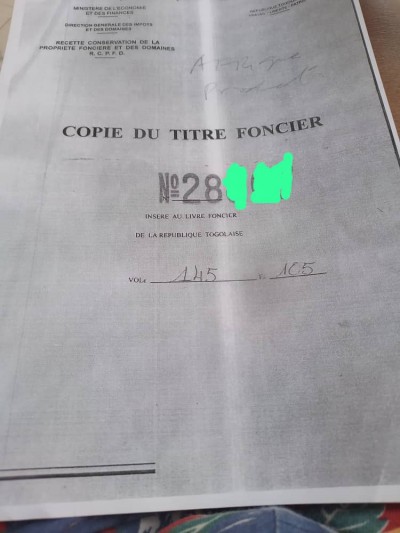 MINISTERE DE L'ECONOMIE
ET DES FINANCES
DIRECTION GENERALE DES IMPOTS
ET DES DOMAINES
RECETTE CONSERVATION DE LA
PROPRIETE FONCIERE ET DES DOMAINES
R. C. P. F. D.
COPIE DU TITRE FONCIER
No 28
INSERE AU LIVRE FONCIER
DE LA REPUBLIQUE TOGOLAISE
VOL: 145 105